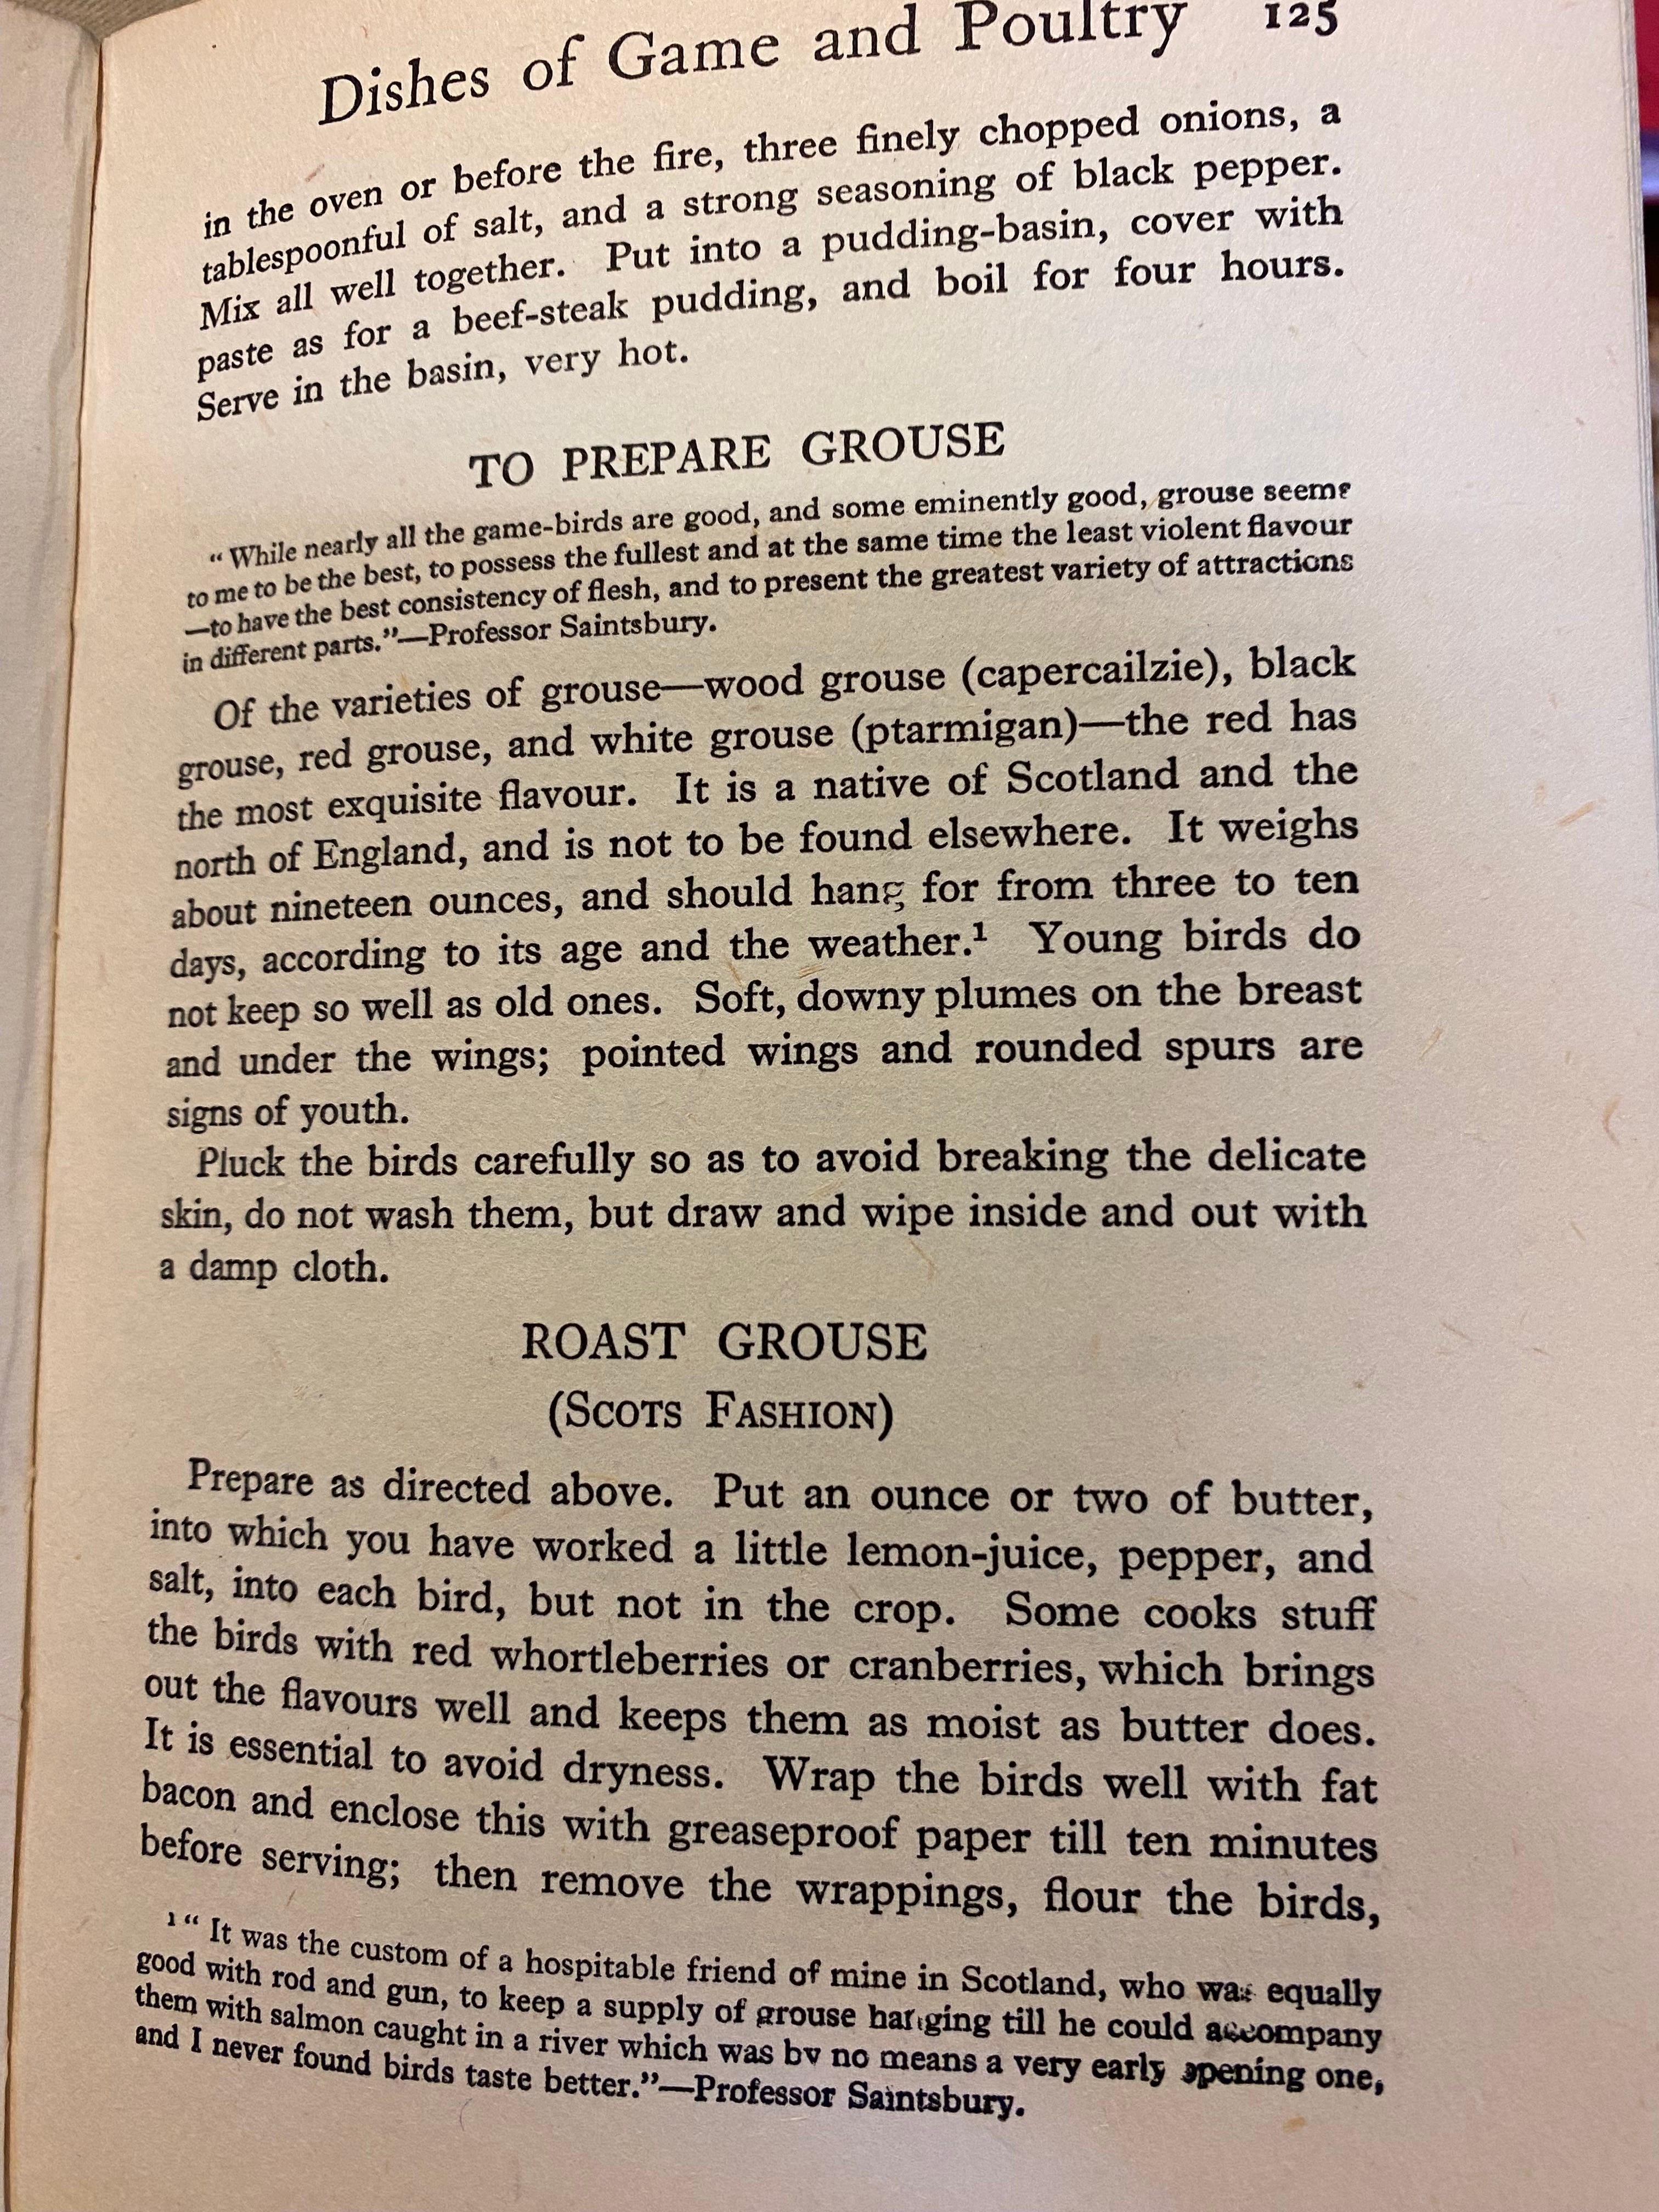 Dishes of Game and Poultry 125
in the oven or before the fire, three finely chopped onions, a
tablespoonful of salt, and a strong seasoning of black pepper.
Mix all well together. Put into a pudding-basin, cover with
paste as for a beef-steak pudding, and boil for four hours.
Serve in the basin, very hot.
TO PREPARE GROUSE
"While nearly all the game-birds are good, and some eminently good, grouse seems
to me to be the best, to possess the fullest and at the same time the least violent flavour
—to have the best consistency of flesh, and to present the greatest variety of attractions
in different parts."—Professor Saintsbury.
Of the varieties of grouse—wood grouse (capercailzie), black
grouse, red grouse, and white grouse (ptarmigan)—the red has
the most exquisite flavour. It is a native of Scotland and the
north of England, and is not to be found elsewhere. It weighs
about nineteen ounces, and should hang for from three to ten
days, according to its age and the weather.¹ Young birds do
not keep so well as old ones. Soft, downy plumes on the breast
and under the wings; pointed wings and rounded spurs are
signs of youth.
Pluck the birds carefully so as to avoid breaking the delicate
skin, do not wash them, but draw and wipe inside and out with
a damp cloth.
ROAST GROUSE
(SCOTS FASHION)
Prepare as directed above. Put an ounce or two of butter,
into which you have worked a little lemon-juice, pepper, and
salt, into each bird, but not in the crop. Some cooks stuff
the birds with red whortleberries or cranberries, which brings
out the flavours well and keeps them as moist as butter does.
It is essential to avoid dryness. Wrap the birds well with fat
bacon and enclose this with greaseproof paper till ten minutes
before serving; then remove the wrappings, flour the birds,
¹ "It was the custom of a hospitable friend of mine in Scotland, who was equally
good with rod and gun, to keep a supply of grouse hanging till he could accompany
them with salmon caught in a river which was by no means a very early opening one,
and I never found birds taste better."—Professor Saintsbury.